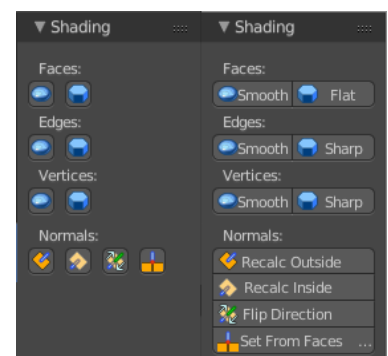 Shading
Faces:
Edges:
Vertices:
Normals:
Shading
Faces:
Smooth Flat
Edges:
Smooth Sharp
Vertices:
Smooth Sharp
Normals:
Recalc Outside
Recalc Inside
Flip Direction
Set From Faces ...